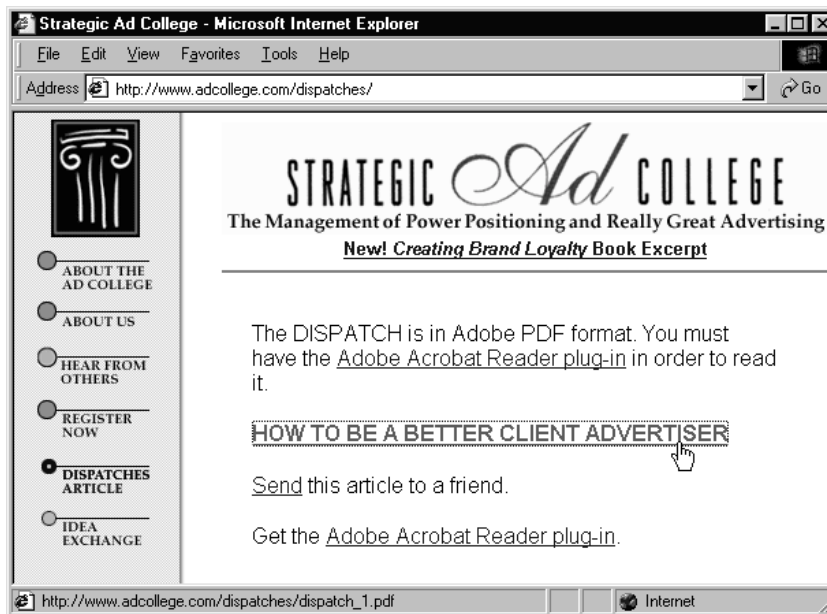 Strategic Ad College - Microsoft Internet Explorer
File Edit View Favorites Tools Help
Address http://www.adcollege.com/dispatches/ Go
STRATEGIC Ad COLLEGE
The Management of Power Positioning and Really Great Advertising
New! Creating Brand Loyalty Book Excerpt
ABOUT THE
AD COLLEGE
ABOUT US
HEAR FROM
OTHERS
REGISTER
NOW
DISPATCHES
ARTICLE
IDEA
EXCHANGE
The DISPATCH is in Adobe PDF format. You must
have the Adobe Acrobat Reader plug-in in order to read
it.
HOW TO BE A BETTER CLIENT ADVERTISER
Send this article to a friend.
Get the Adobe Acrobat Reader plug-in.
http://www.adcollege.com/dispatches/dispatch_1.pdf Internet